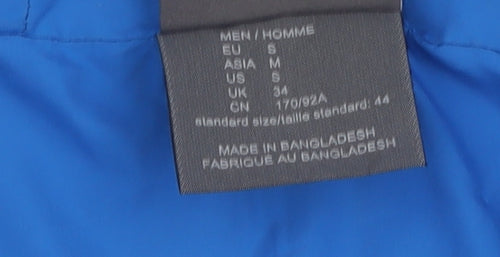 MEN / HOMME
EU S
ASIA M
US S
UK 34
CN 170/92A
standard size/taille standard: 44
MADE IN BANGLADESH
FABRIQUÉ AU BANGLADESH